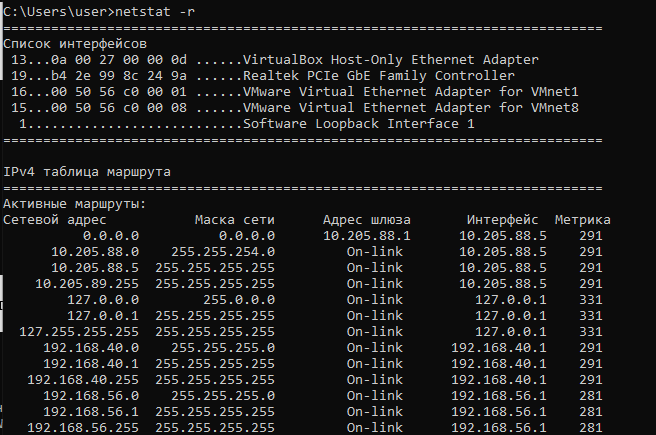 C:\Users\user>netstat -r
===========================================================================
Список интерфейсов
 13...0a 00 27 00 00 0d ......VirtualBox Host-Only Ethernet Adapter
 19...b4 2e 99 8c 24 9a ......Realtek PCIe GbE Family Controller
 16...00 50 56 c0 00 01 ......VMware Virtual Ethernet Adapter for VMnet1
 15...00 50 56 c0 00 08 ......VMware Virtual Ethernet Adapter for VMnet8
  1...........................Software Loopback Interface 1
===========================================================================
IPv4 таблица маршрута
===========================================================================
Активные маршруты:
Сетевой адрес           Маска сети      Адрес шлюза       Интерфейс  Метрика
          0.0.0.0          0.0.0.0      10.205.88.1      10.205.88.5    291
      10.205.88.0    255.255.254.0         On-link       10.205.88.5    291
      10.205.88.5  255.255.255.255         On-link       10.205.88.5    291
    10.205.89.255  255.255.255.255         On-link       10.205.88.5    291
        127.0.0.0        255.0.0.0         On-link         127.0.0.1    331
        127.0.0.1  255.255.255.255         On-link         127.0.0.1    331
  127.255.255.255  255.255.255.255         On-link         127.0.0.1    331
     192.168.40.0    255.255.255.0         On-link      192.168.40.1    291
     192.168.40.1  255.255.255.255         On-link      192.168.40.1    291
   192.168.40.255  255.255.255.255         On-link      192.168.40.1    291
     192.168.56.0    255.255.255.0         On-link      192.168.56.1    281
     192.168.56.1  255.255.255.255         On-link      192.168.56.1    281
   192.168.56.255  255.255.255.255         On-link      192.168.56.1    281